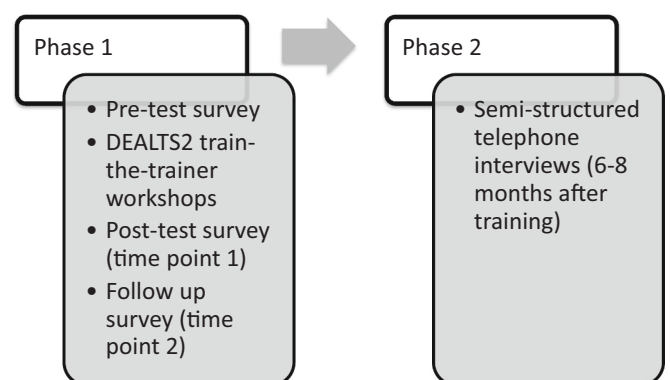 Phase 1
• Pre-test survey
• DEALTS2 train-
the-trainer
workshops
• Post-test survey
(time point 1)
• Follow up
survey (time
point 2)
Phase 2
• Semi-structured
telephone
interviews (6-8
months after
training)